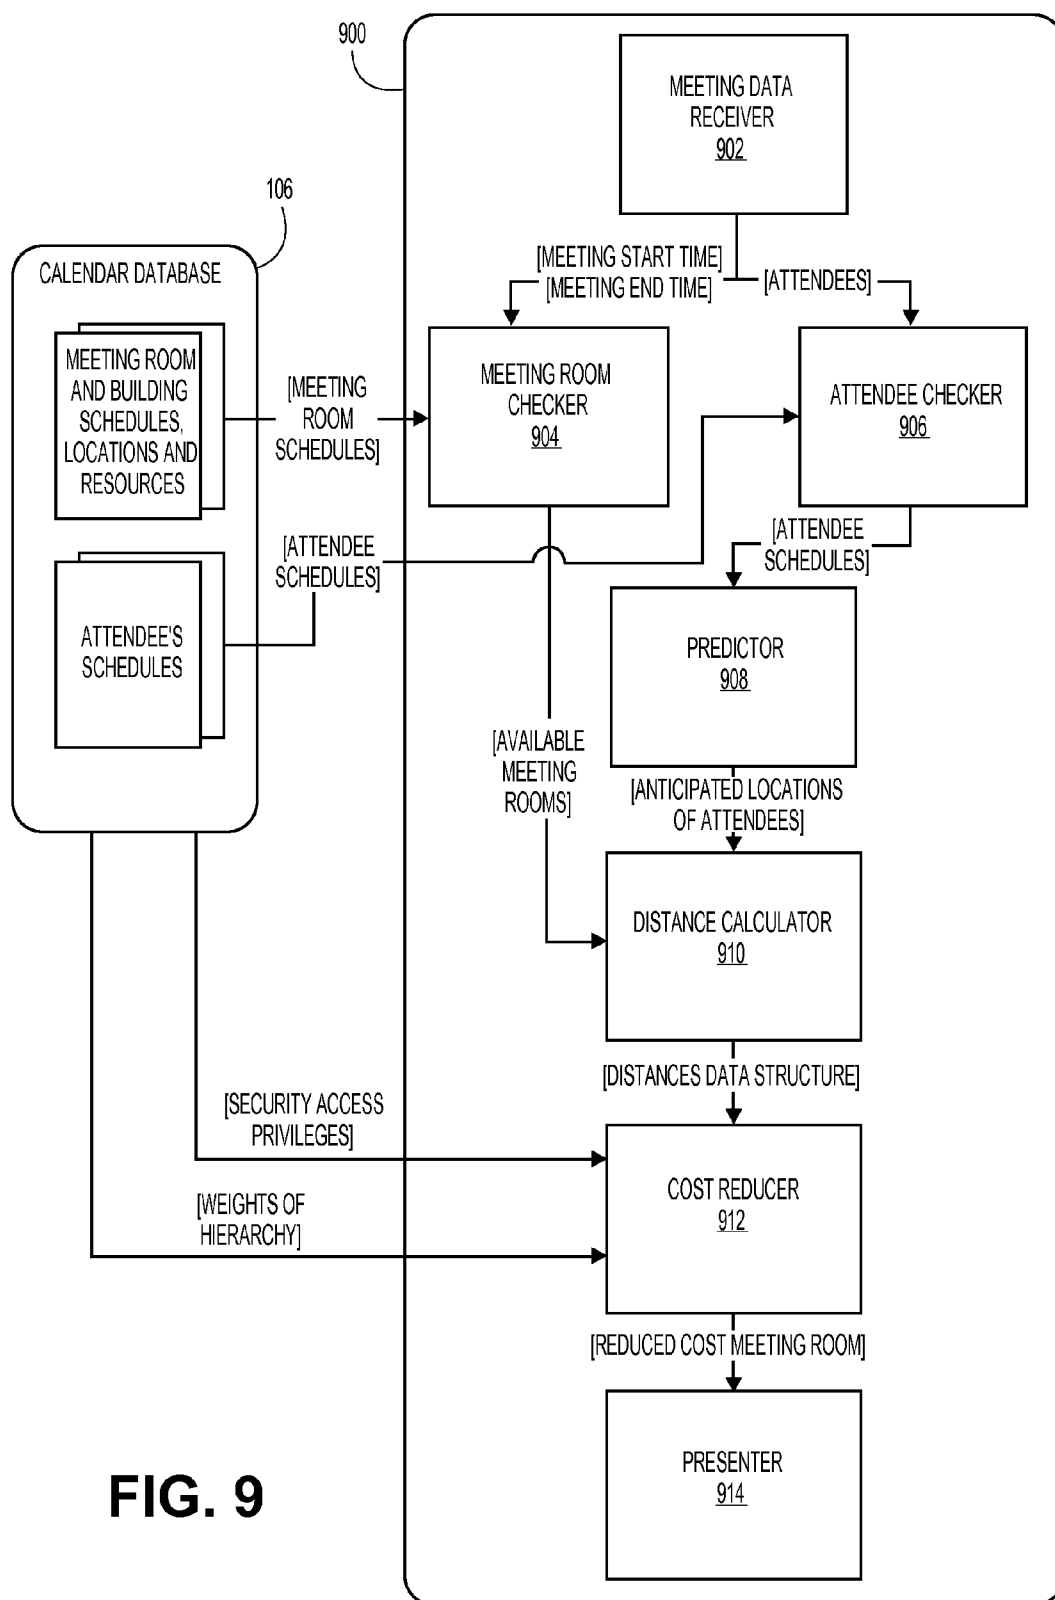 900
MEETING DATA
RECEIVER
902
106
CALENDAR DATABASE
[MEETING START TIME]
[MEETING END TIME]
[ATTENDEES]
MEETING ROOM
AND BUILDING
SCHEDULES,
LOCATIONS AND
RESOURCES
[MEETING
ROOM
SCHEDULES]
MEETING ROOM
CHECKER
904
ATTENDEE CHECKER
906
[ATTENDEE
SCHEDULES]
[ATTENDEE
SCHEDULES]
ATTENDEE'S
SCHEDULES
PREDICTOR
908
[AVAILABLE
MEETING
ROOMS]
[ANTICIPATED LOCATIONS
OF ATTENDEES]
DISTANCE CALCULATOR
910
[DISTANCES DATA STRUCTURE]
[SECURITY ACCESS
PRIVILEGES]
[WEIGHTS OF
HIERARCHY]
COST REDUCER
912
[REDUCED COST MEETING ROOM]
PRESENTER
914
FIG. 9